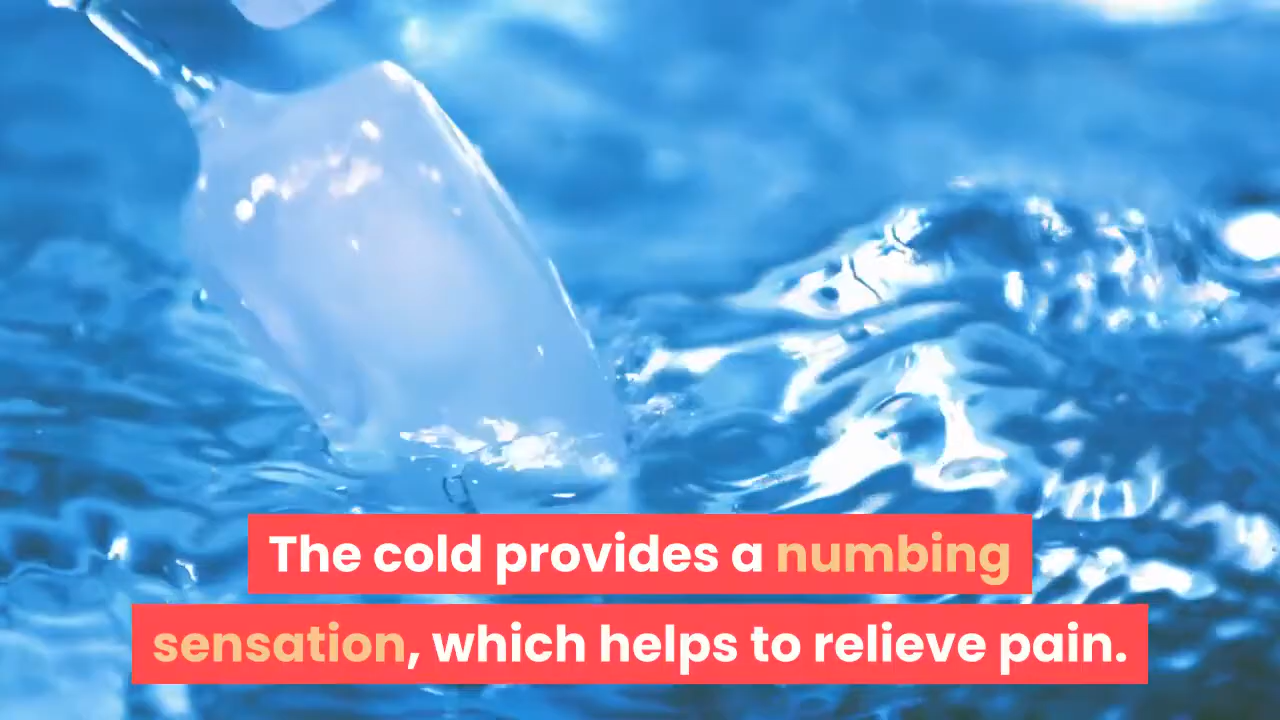 The cold provides a numbing
sensation, which helps to relieve pain.